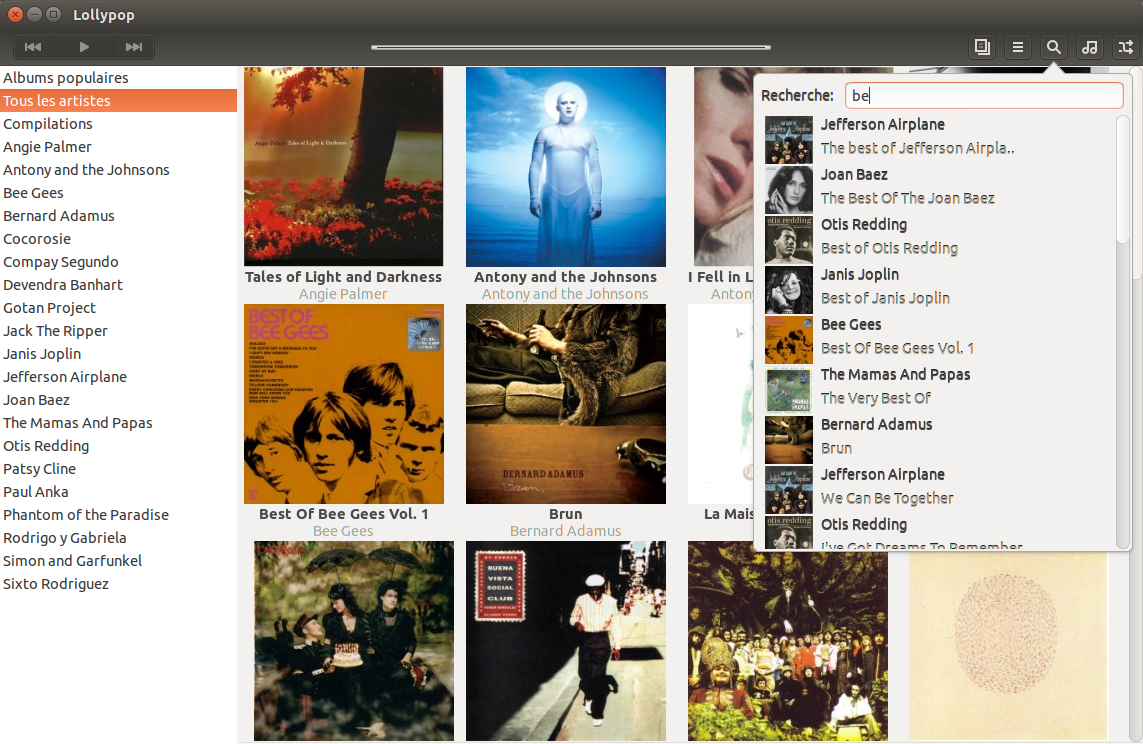 Lollypop
Albums populaires
Tous les artistes
Compilations
Angie Palmer
Antony and the Johnsons
Bee Gees
Bernard Adamus
Cocorosie
Compay Segundo
Devendra Banhart
Gotan Project
Jack The Ripper
Janis Joplin
Jefferson Airplane
Joan Baez
The Mamas And Papas
Otis Redding
Patsy Cline
Paul Anka
Phantom of the Paradise
Rodrigo y Gabriela
Simon and Garfunkel
Sixto Rodriguez
Angie Palmer Tales of Light & Darkness
Tales of Light and Darkness
Angie Palmer
Antony and the Johnsons
Antony and the Johnsons
I Fell in L
Antony
BEST OF
BEE GEES
Best Of Bee Gees Vol. 1
Bee Gees
BERNARD ADAMUS
Brun.
Brun
Bernard Adamus
La Mais
BUENA
VISTA
SOCIAL
CLUB
Recherche:
be
Jefferson Airplane
The best of Jefferson Airpla..
Joan Baez
The Best Of The Joan Baez
otis redding
Otis Redding
Best of Otis Redding
Janis Joplin
Best of Janis Joplin
Bee Gees
Best Of Bee Gees Vol. 1
The Mamas And Papas
The Very Best Of
Bernard Adamus
Brun
Jefferson Airplane
We Can Be Together
otis redding
Otis Redding
I've Got Dreams To Remember